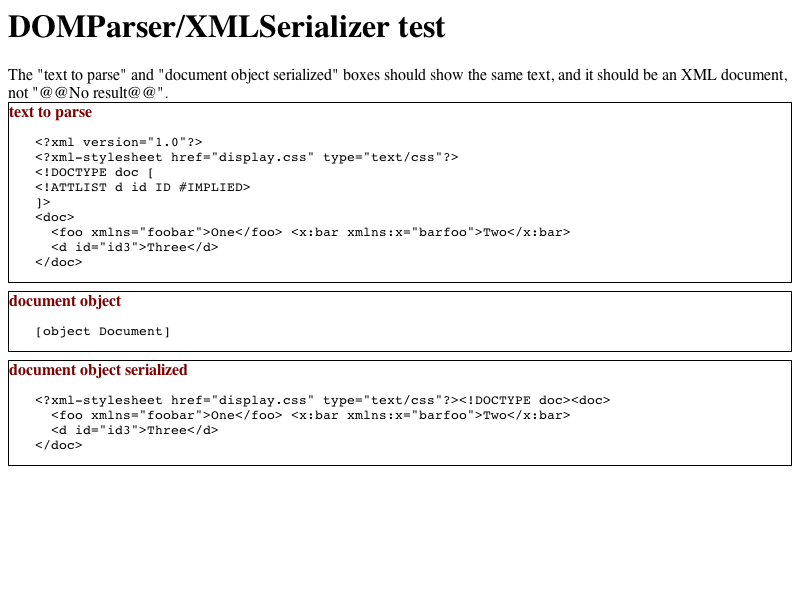 DOMParser/XMLSerializer test
The "text to parse" and "document object serialized" boxes should show the same text, and it should be an XML document,
not "@@No result@@".
text to parse
<?xml version="1.0"?>
<?xml-stylesheet href="display.css" type="text/css"?>
<!DOCTYPE doc [
<!ATTLIST d id ID #IMPLIED>
]>
<doc>
  <foo xmlns="foobar">One</foo> <x:bar xmlns:x="barfoo">Two</x:bar>
  <d id="id3">Three</d>
</doc>
document object
[object Document]
document object serialized
<?xml-stylesheet href="display.css" type="text/css"?><!DOCTYPE doc><doc>
  <foo xmlns="foobar">One</foo> <x:bar xmlns:x="barfoo">Two</x:bar>
  <d id="id3">Three</d>
</doc>